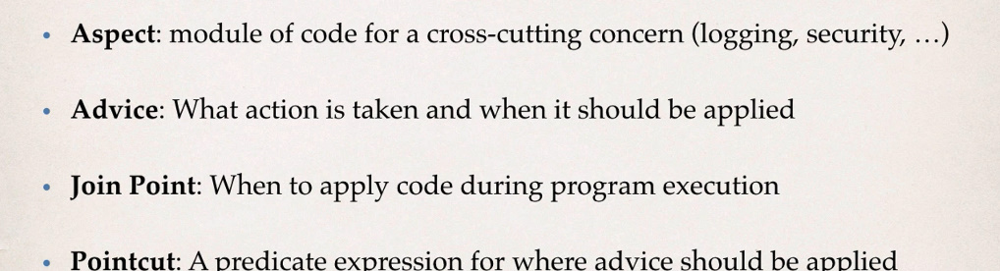 • Aspect: module of code for a cross-cutting concern (logging, security, …)
• Advice: What action is taken and when it should be applied
• Join Point: When to apply code during program execution
• Pointcut: A predicate expression for where advice should be applied